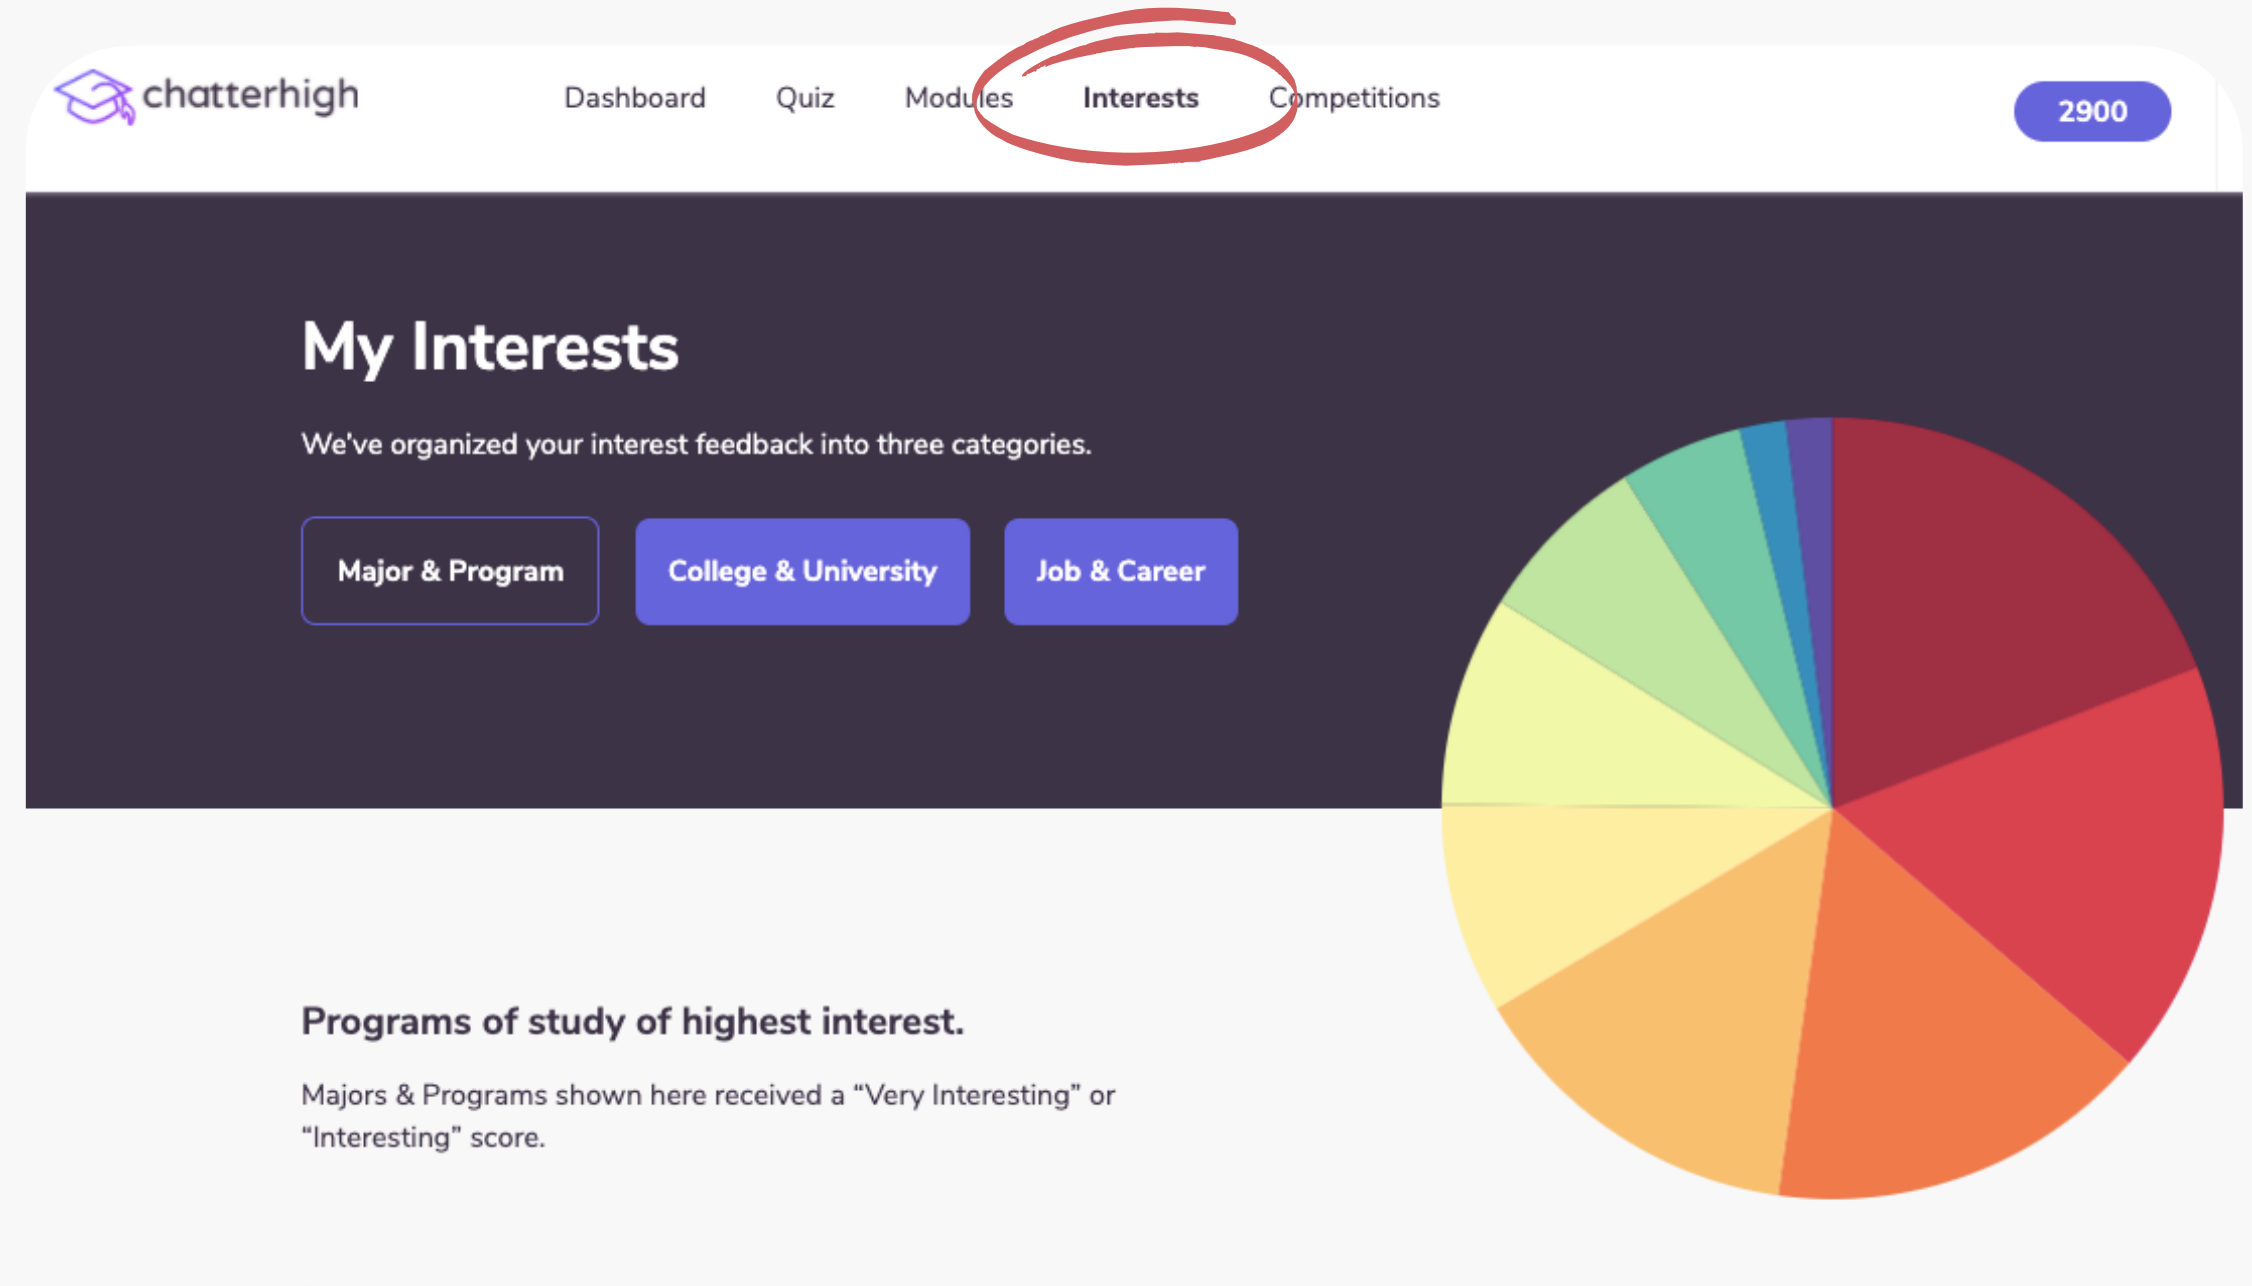 chatterhigh
Dashboard Quiz Modules Interests Competitions
2900
My Interests
We've organized your interest feedback into three categories.
Major & Program College & University Job & Career
Programs of study of highest interest.
Majors & Programs shown here received a “Very Interesting” or
“Interesting” score.